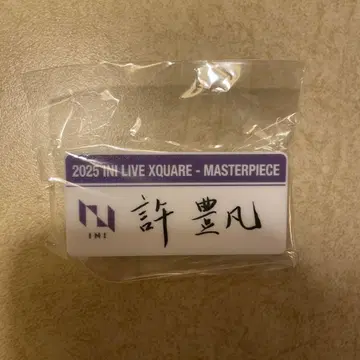 2025 INI LIVE XQUARE - MASTERPIECE
INI
許豊凡